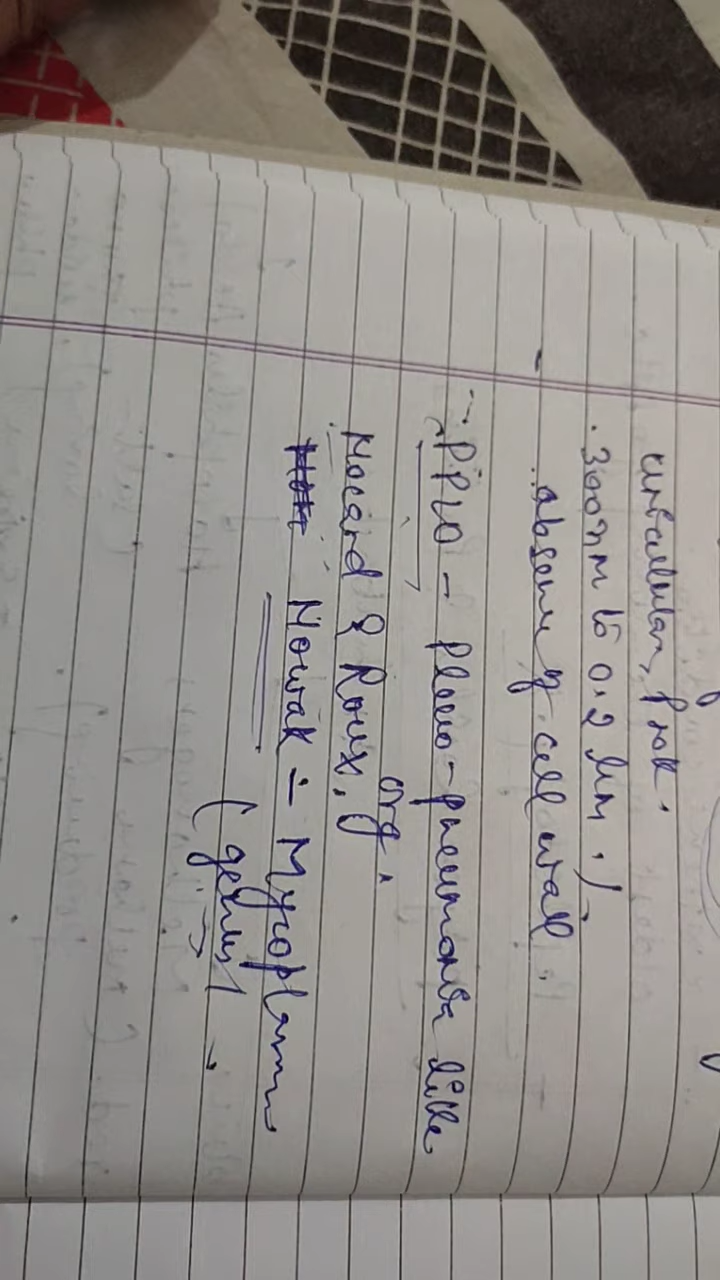 unicellular, prok.
. 300nm to 0.2 µm.)
absence of cell wall.
PPLO - Pleuro-pneumonia like
org.
Nocard & Roux,
Nowak - Mycoplasma
(genus)